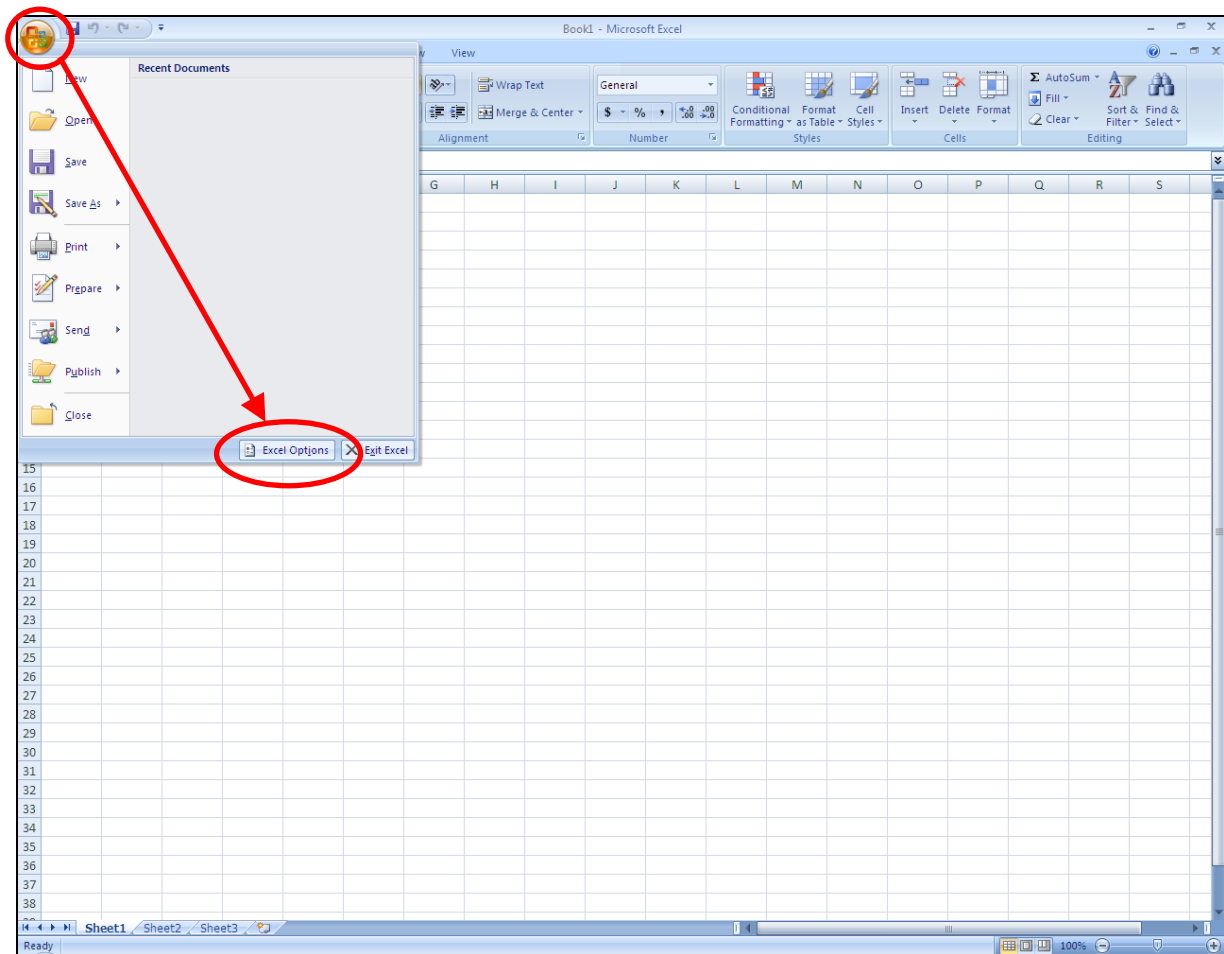 Book1 - Microsoft Excel
View
New
Open
Save
Save As
Print
Prepare
Send
Publish
Close
Recent Documents
Excel Options
Exit Excel
Wrap Text
Merge & Center
Alignment
General
$ % , .0 .00 .00 .0
Number
Conditional Formatting
Format as Table
Cell Styles
Styles
Insert
Delete
Format
Cells
Σ AutoSum
Fill
Clear
Sort & Filter
Find & Select
Editing
G H I J K L M N O P Q R S
15
16
17
18
19
20
21
22
23
24
25
26
27
28
29
30
31
32
33
34
35
36
37
38
Sheet1 Sheet2 Sheet3
Ready
100%